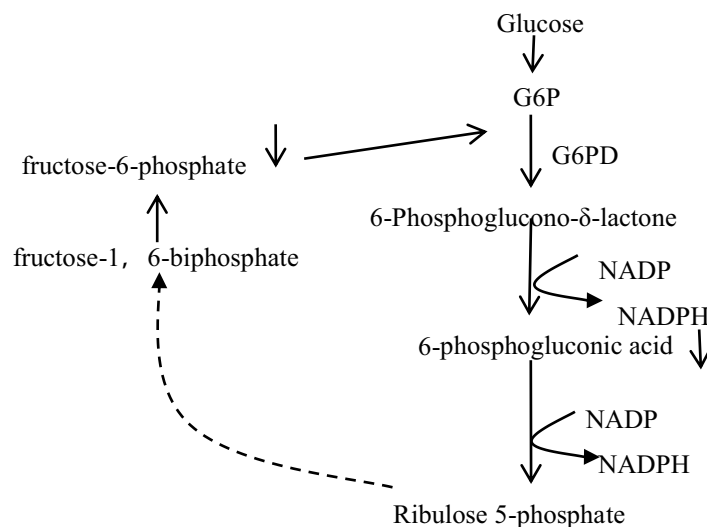 Glucose
G6P
G6PD
fructose-6-phosphate
6-Phosphoglucono-δ-lactone
fructose-1, 6-biphosphate
NADP
NADPH
6-phosphogluconic acid
NADP
NADPH
Ribulose 5-phosphate